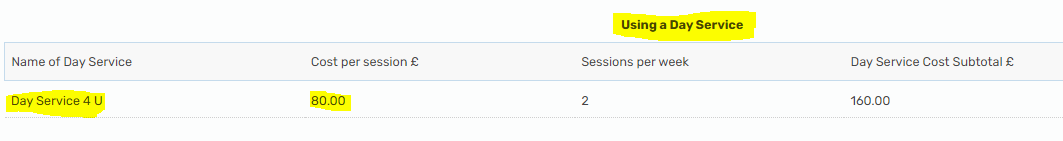 Using a Day Service
Name of Day Service Cost per session £ Sessions per week Day Service Cost Subtotal £
Day Service 4 U 80.00 2 160.00